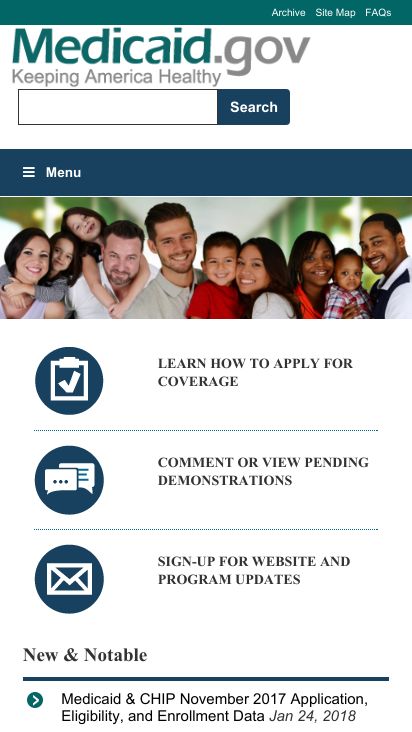 Archive Site Map FAQs
Medicaid.gov
Keeping America Healthy
Search
Menu
LEARN HOW TO APPLY FOR
COVERAGE
COMMENT OR VIEW PENDING
DEMONSTRATIONS
SIGN-UP FOR WEBSITE AND
PROGRAM UPDATES
New & Notable
Medicaid & CHIP November 2017 Application,
Eligibility, and Enrollment Data Jan 24, 2018